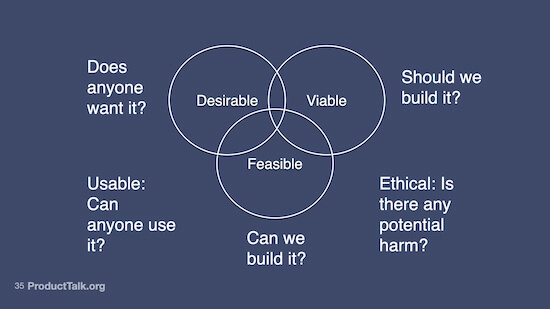 Does
anyone
want it?
Desirable
Viable
Should we
build it?
Feasible
Usable:
Can
anyone use
it?
Can we
build it?
Ethical: Is
there any
potential
harm?
35 ProductTalk.org